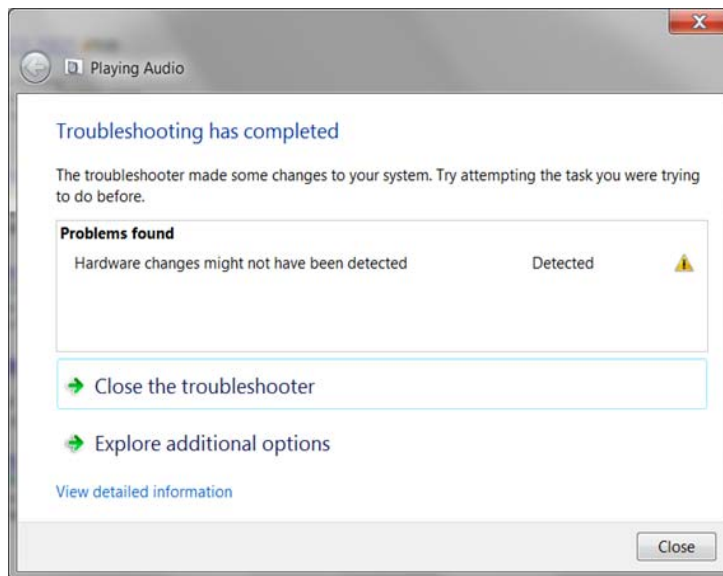 Playing Audio
Troubleshooting has completed
The troubleshooter made some changes to your system. Try attempting the task you were trying
to do before.
Problems found
Hardware changes might not have been detected Detected
Close the troubleshooter
Explore additional options
View detailed information
Close